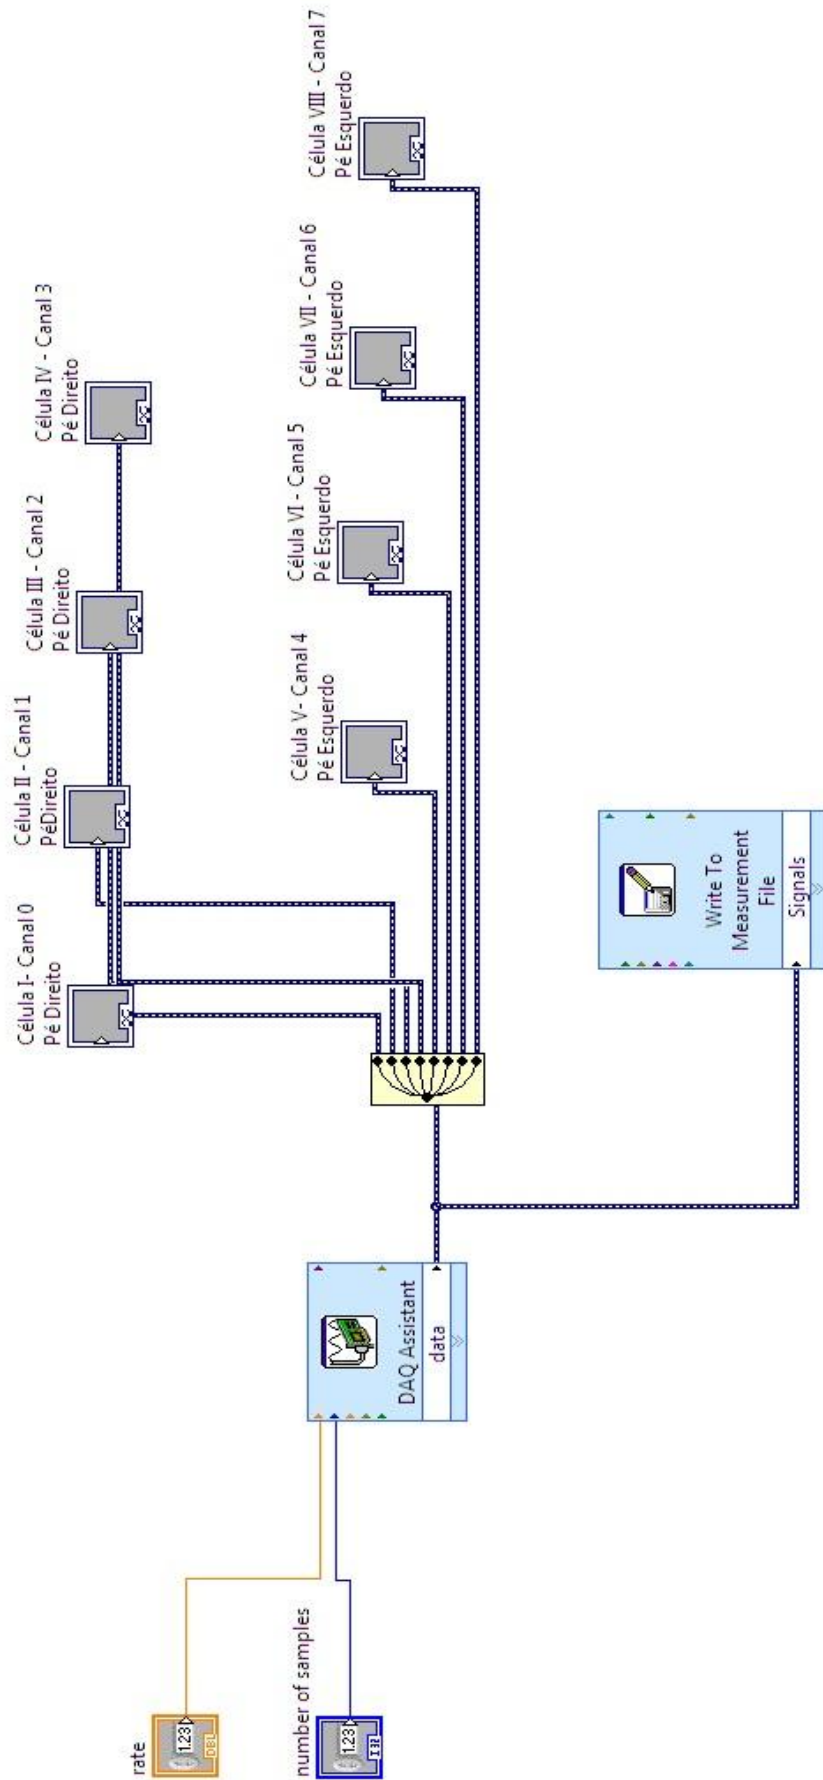 rate
1.23
DBL
number of samples
1.23
I32
DAQ Assistant
data
Célula I- Canal 0
Pé Direito
Célula II - Canal 1
PéDireito
Célula III - Canal 2
Pé Direito
Célula IV - Canal 3
Pé Direito
Célula V- Canal 4
Pé Esquerdo
Célula VI - Canal 5
Pé Esquerdo
Célula VII - Canal 6
Pé Esquerdo
Célula VIII - Canal 7
Pé Esquerdo
Write To
Measurement
File
Signals